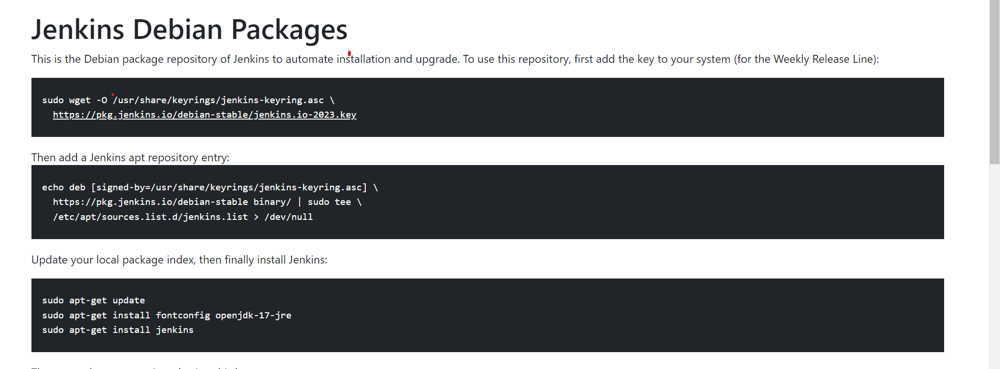 Jenkins Debian Packages
This is the Debian package repository of Jenkins to automate installation and upgrade. To use this repository, first add the key to your system (for the Weekly Release Line):
sudo wget -O /usr/share/keyrings/jenkins-keyring.asc \
https://pkg.jenkins.io/debian-stable/jenkins.io-2023.key
Then add a Jenkins apt repository entry:
echo deb [signed-by=/usr/share/keyrings/jenkins-keyring.asc] \
https://pkg.jenkins.io/debian-stable binary/ | sudo tee \
/etc/apt/sources.list.d/jenkins.list > /dev/null
Update your local package index, then finally install Jenkins:
sudo apt-get update
sudo apt-get install fontconfig openjdk-17-jre
sudo apt-get install jenkins